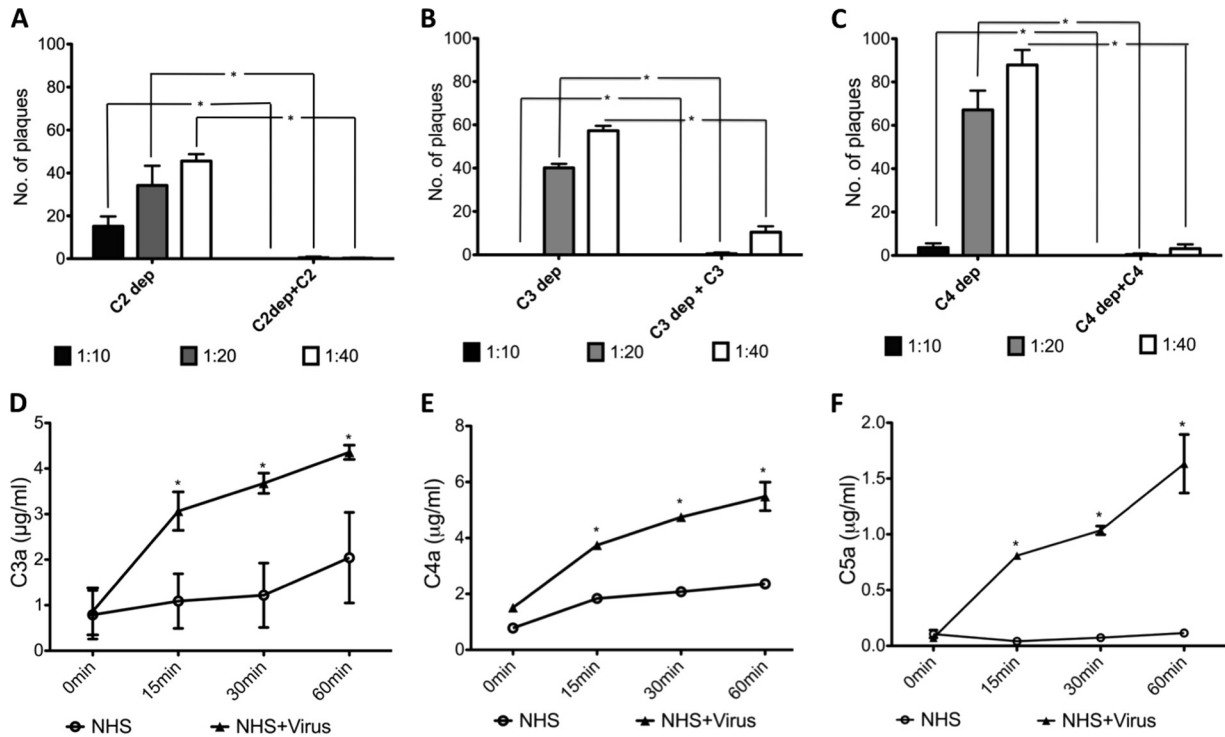 A
No. of plaques
100
80
60
40
20
0
*
*
*
C2 dep
C2dep+C2
1:10
1:20
1:40
B
No. of plaques
100
80
60
40
20
0
*
*
*
C3 dep
C3 dep + C3
1:10
1:20
1:40
C
No. of plaques
100
80
60
40
20
0
*
*
*
C4 dep
C4 dep+C4
1:10
1:20
1:40
D
C3a (µg/ml)
5
4
3
2
1
0
*
*
*
0min
15min
30min
60min
NHS
NHS+Virus
E
C4a (µg/ml)
8
6
4
2
0
*
*
*
0min
15min
30min
60min
NHS
NHS+Virus
F
C5a (µg/ml)
2.0
1.5
1.0
0.5
0.0
*
*
*
0min
15min
30min
60min
NHS
NHS+Virus